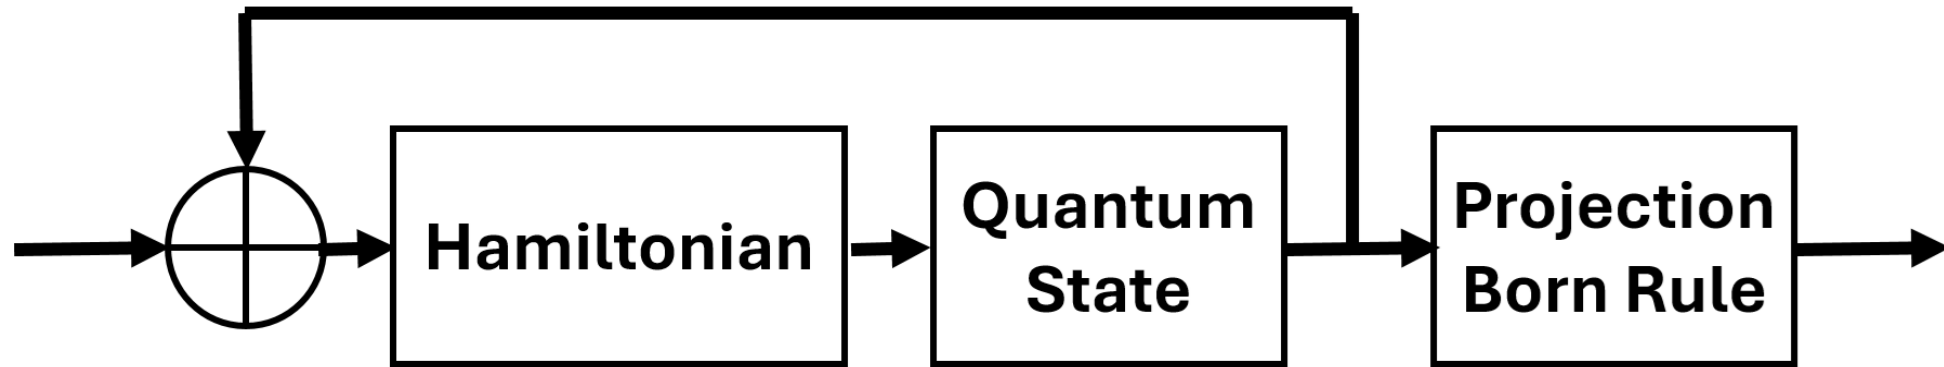 Hamiltonian
Quantum
State
Projection
Born Rule